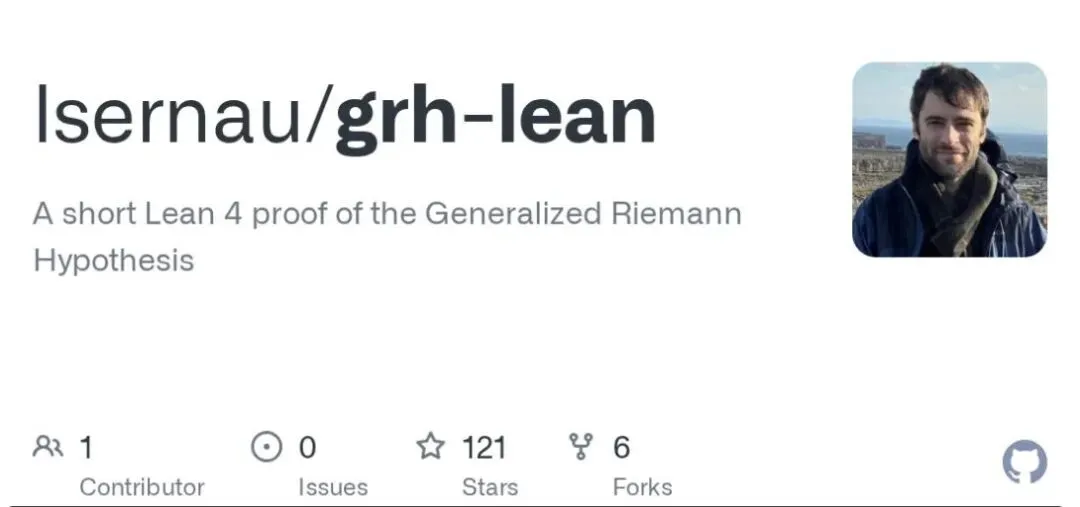 lsernau/grh-lean
A short Lean 4 proof of the Generalized Riemann
Hypothesis
1 0 121 6
Contributor Issues Stars Forks